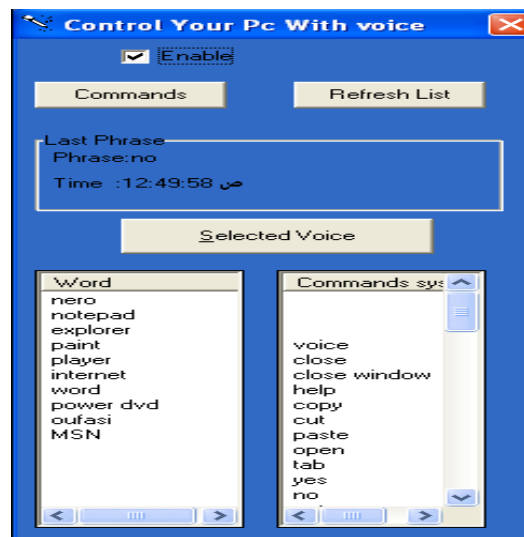 Control Your Pc With voice
Enable
Commands
Refresh List
Last Phrase
Phrase:no
Time :12:49:58 ص
Selected Voice
Word
nero
notepad
explorer
paint
player
internet
word
power dvd
oufasi
MSN
Commands sys
voice
close
close window
help
copy
cut
paste
open
tab
yes
no